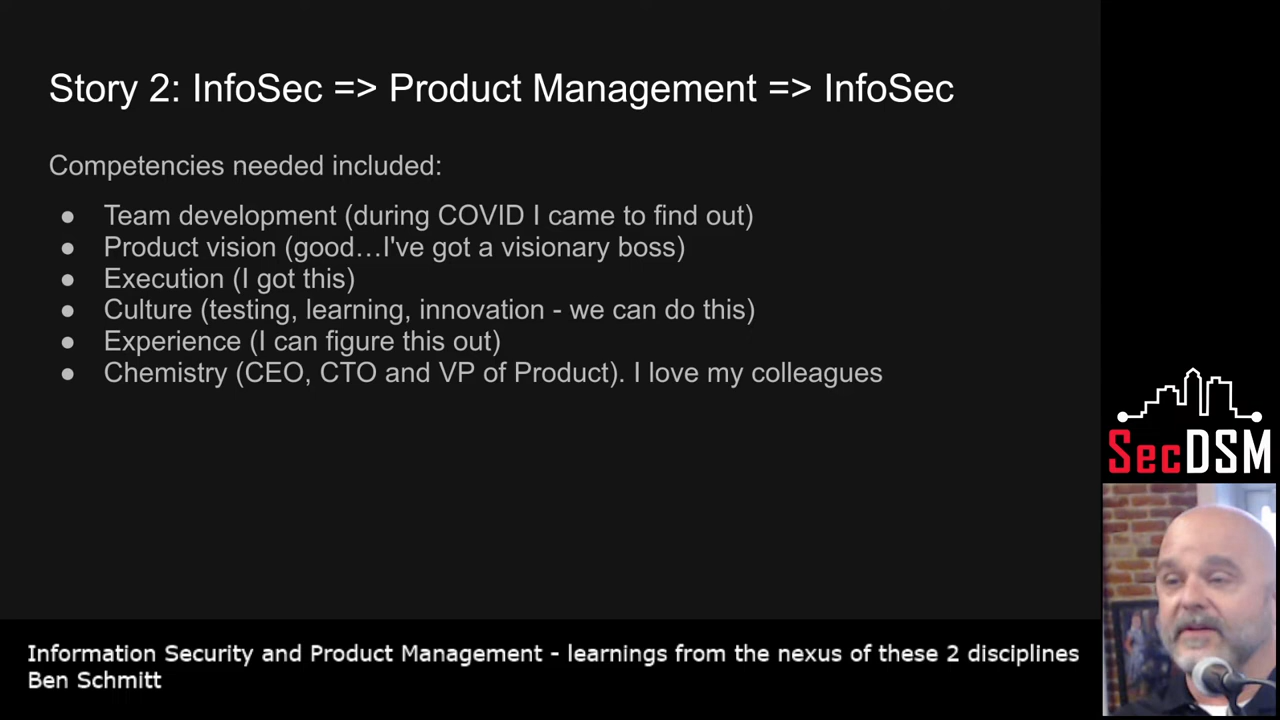 Story 2: InfoSec => Product Management => InfoSec
Competencies needed included:
● Team development (during COVID I came to find out)
● Product vision (good…I've got a visionary boss)
● Execution (I got this)
● Culture (testing, learning, innovation - we can do this)
● Experience (I can figure this out)
● Chemistry (CEO, CTO and VP of Product). I love my colleagues
SecDSM
Information Security and Product Management - learnings from the nexus of these 2 disciplines
Ben Schmitt